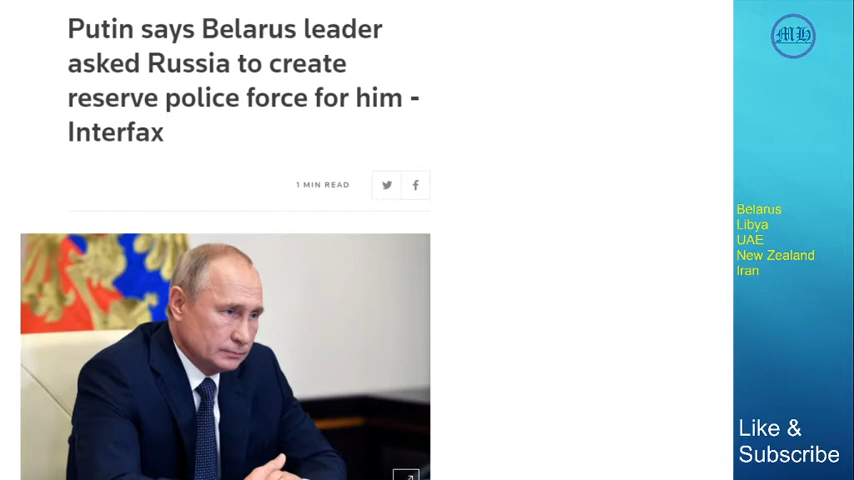 Putin says Belarus leader
asked Russia to create
reserve police force for him -
Interfax
1 MIN READ
MH
Belarus
Libya
UAE
New Zealand
Iran
Like &
Subscribe